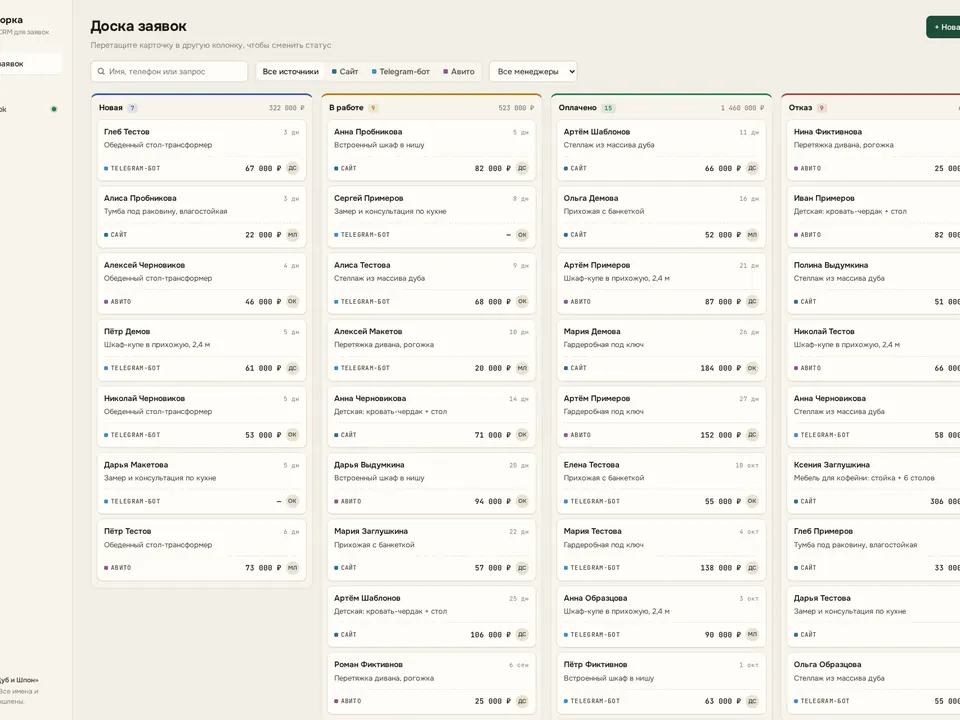 орка
CRM для заявок
заявок
ok
Дуб и Шпон»
Все имена и
Доска заявок
Перетащите карточку в другую колонку, чтобы сменить статус
+ Нова
Имя, телефон или запрос
Все источники
Сайт
Telegram-бот
Авито
Все менеджеры
Новая 7 322 000 ₽
Глеб Тестов 3 дн
Обеденный стол-трансформер
TELEGRAM-БОТ 67 000 ₽ ДС
Алиса Пробникова 3 дн
Тумба под раковину, влагостойкая
САЙТ 22 000 ₽ МЛ
Алексей Черновиков 4 дн
Обеденный стол-трансформер
АВИТО 46 000 ₽ ОК
Пётр Демов 5 дн
Шкаф-купе в прихожую, 2,4 м
TELEGRAM-БОТ 61 000 ₽ ДС
Николай Черновиков 5 дн
Обеденный стол-трансформер
TELEGRAM-БОТ 53 000 ₽ ОК
Дарья Макетова 5 дн
Замер и консультация по кухне
TELEGRAM-БОТ — ОК
Пётр Тестов 6 дн
Обеденный стол-трансформер
АВИТО 73 000 ₽ МЛ
В работе 9 523 000 ₽
Анна Пробникова 5 дн
Встроенный шкаф в нишу
САЙТ 82 000 ₽ ДС
Сергей Примеров 8 дн
Замер и консультация по кухне
TELEGRAM-БОТ — ОК
Алиса Тестова 9 дн
Стеллаж из массива дуба
TELEGRAM-БОТ 68 000 ₽ ОК
Алексей Макетов 10 дн
Перетяжка дивана, рогожка
TELEGRAM-БОТ 20 000 ₽ МЛ
Анна Черновикова 14 дн
Детская: кровать-чердак + стол
САЙТ 71 000 ₽ ОК
Дарья Выдумкина 20 дн
Встроенный шкаф в нишу
АВИТО 94 000 ₽ ОК
Мария Заглушкина 22 дн
Прихожая с банкеткой
САЙТ 57 000 ₽ ДС
Артём Шаблонов 25 дн
Детская: кровать-чердак + стол
САЙТ 106 000 ₽ ДС
Роман Фиктивнов 6 сен
Перетяжка дивана, рогожка
АВИТО 25 000 ₽ ДС
Оплачено 15 1 460 000 ₽
Артём Шаблонов 11 дн
Стеллаж из массива дуба
САЙТ 66 000 ₽ ДС
Ольга Демова 16 дн
Прихожая с банкеткой
САЙТ 52 000 ₽ МЛ
Артём Примеров 21 дн
Шкаф-купе в прихожую, 2,4 м
АВИТО 87 000 ₽ ДС
Мария Демова 26 дн
Гардеробная под ключ
САЙТ 184 000 ₽ ОК
Артём Примеров 27 дн
Гардеробная под ключ
АВИТО 152 000 ₽ ДС
Елена Тестова 10 окт
Прихожая с банкеткой
TELEGRAM-БОТ 55 000 ₽ ОК
Мария Тестова 4 окт
Гардеробная под ключ
TELEGRAM-БОТ 138 000 ₽ ДС
Анна Образцова 3 окт
Шкаф-купе в прихожую, 2,4 м
TELEGRAM-БОТ 90 000 ₽ МЛ
Пётр Фиктивнов 1 окт
Встроенный шкаф в нишу
TELEGRAM-БОТ 63 000 ₽ ДС
Отказ 9
Нина Фиктивнова
Перетяжка дивана, рогожка
АВИТО 25 000
Иван Примеров
Детская: кровать-чердак + стол
АВИТО 82 000
Полина Выдумкина
Стеллаж из массива дуба
САЙТ 51 000
Николай Тестов
Шкаф-купе в прихожую, 2,4 м
АВИТО 66 000
Анна Черновикова
Стеллаж из массива дуба
TELEGRAM-БОТ 58 000
Ксения Заглушкина
Мебель для кофейни: стойка + 6 столов
САЙТ 306 000
Глеб Примеров
Тумба под раковину, влагостойкая
САЙТ 33 000
Дарья Тестова
Замер и консультация по кухне
САЙТ
Ольга Образцова
Стеллаж из массива дуба
TELEGRAM-БОТ 55 000